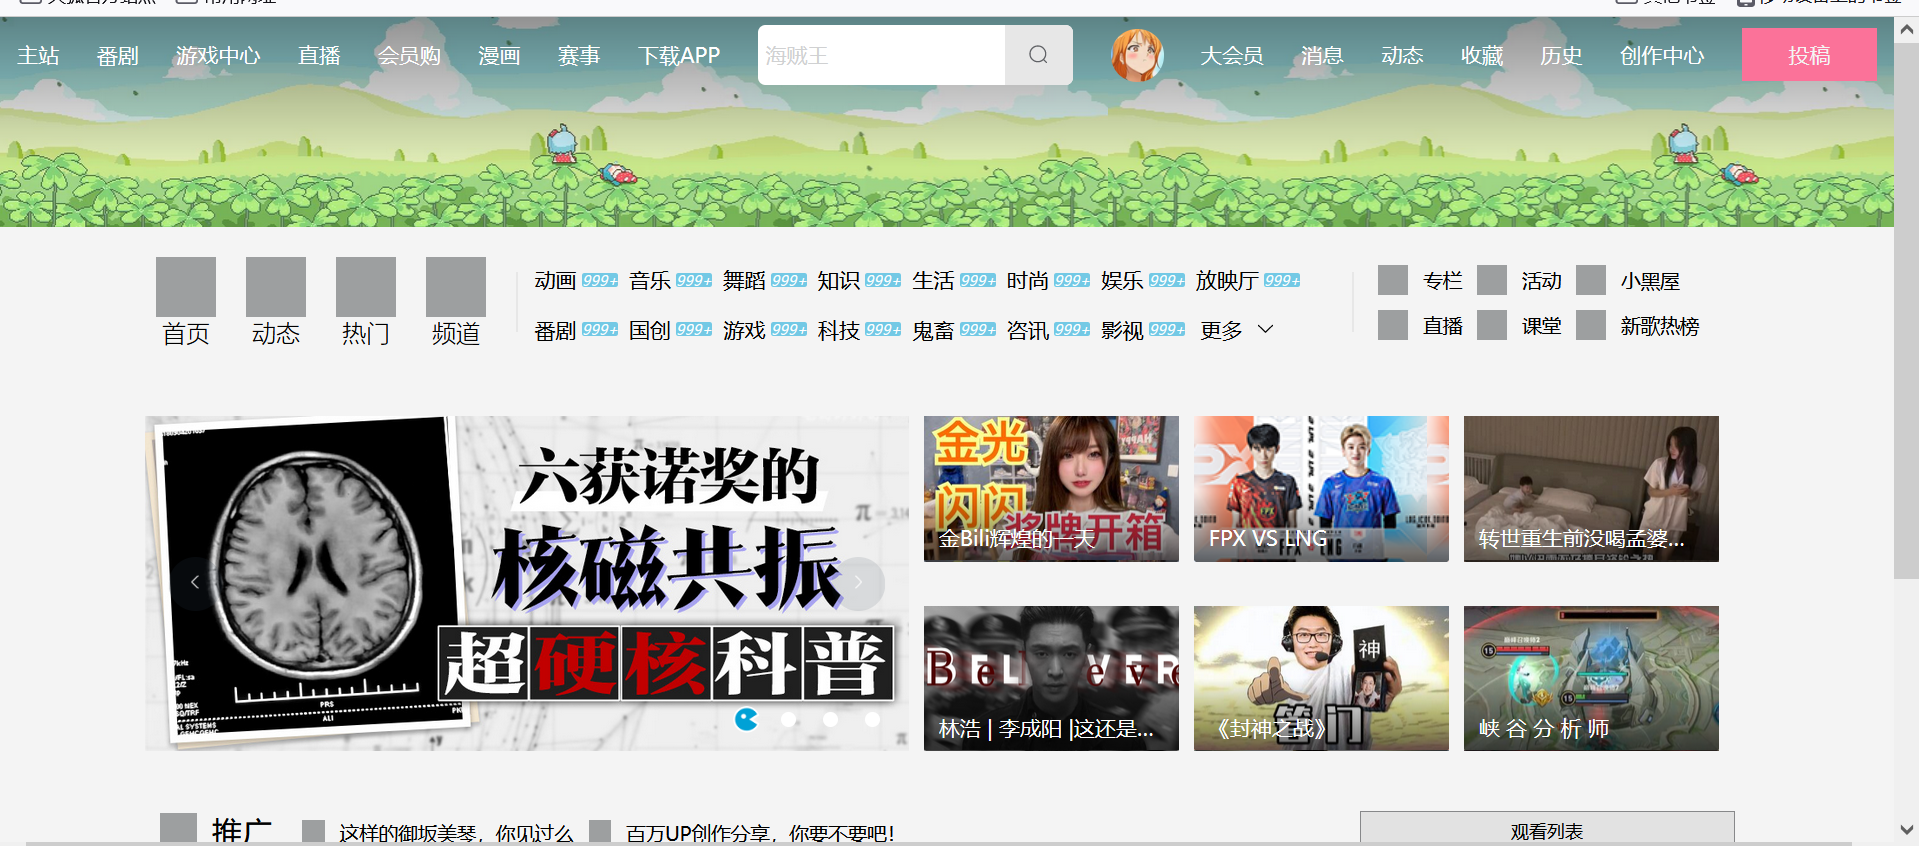 主站 番剧 游戏中心 直播 会员购 漫画 赛事 下载APP 海贼王 大会员 消息 动态 收藏 历史 创作中心 投稿
首页 动态 热门 频道
动画 999+ 音乐 999+ 舞蹈 999+ 知识 999+ 生活 999+ 时尚 999+ 娱乐 999+ 放映厅 999+
番剧 999+ 国创 999+ 游戏 999+ 科技 999+ 鬼畜 999+ 咨讯 999+ 影视 999+ 更多
专栏 活动 小黑屋
直播 课堂 新歌热榜
六获诺奖的
核磁共振
超硬核科普
PRS
ALI
金光
闪闪
奖牌开箱
金Bili辉煌的一天
FPX VS LNG
转世重生前没喝孟婆...
BELIEVER
林浩 | 李成阳 |这还是...
神
《封神之战》
峡 谷 分 析 师
15
15
推广 这样的御坂美琴，你见过么 百万UP创作分享，你要不要吧！
观看列表